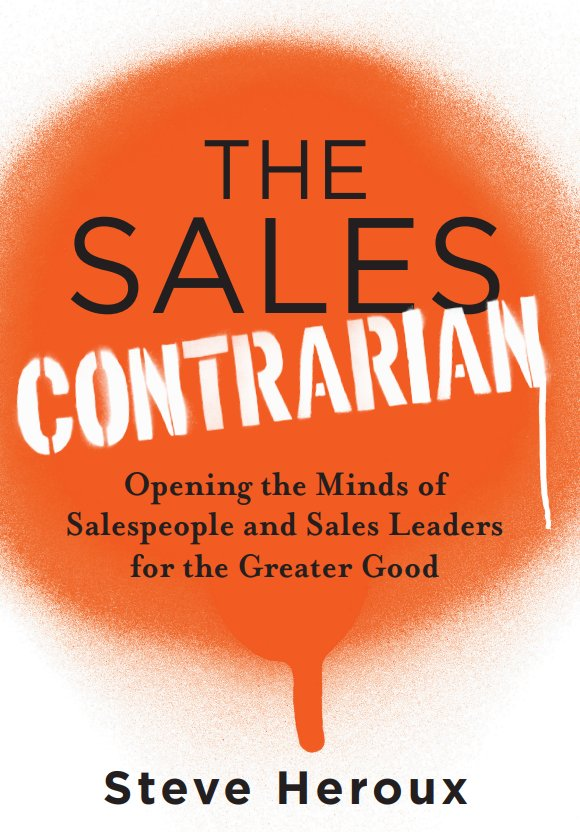 THE
SALES
CONTRARIAN
Opening the Minds of
Salespeople and Sales Leaders
for the Greater Good
Steve Heroux